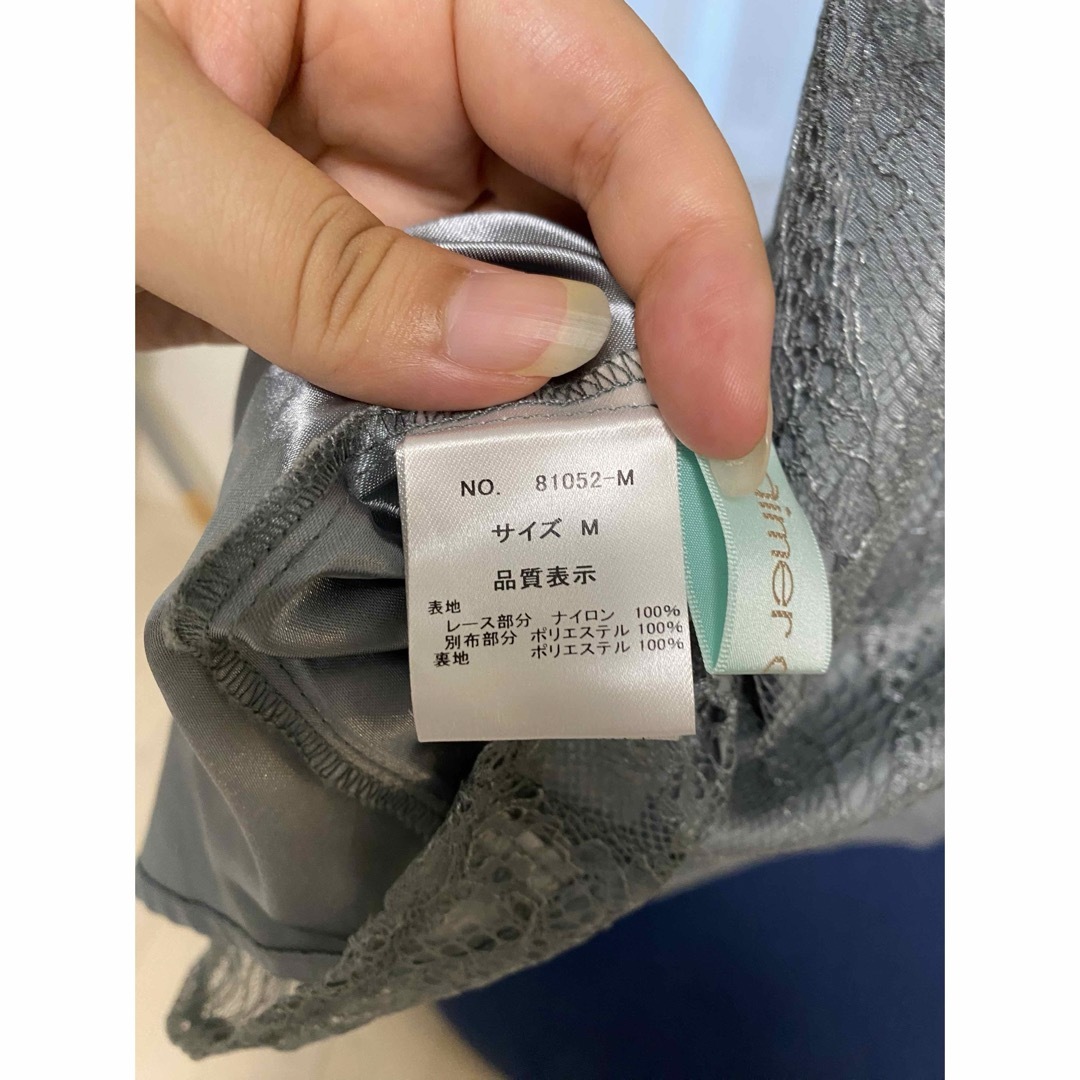 NO. 81052-M
サイズ M
品質表示
表地
レース部分 ナイロン 100%
別布部分 ポリエステル 100%
裏地 ポリエステル 100%
aimer